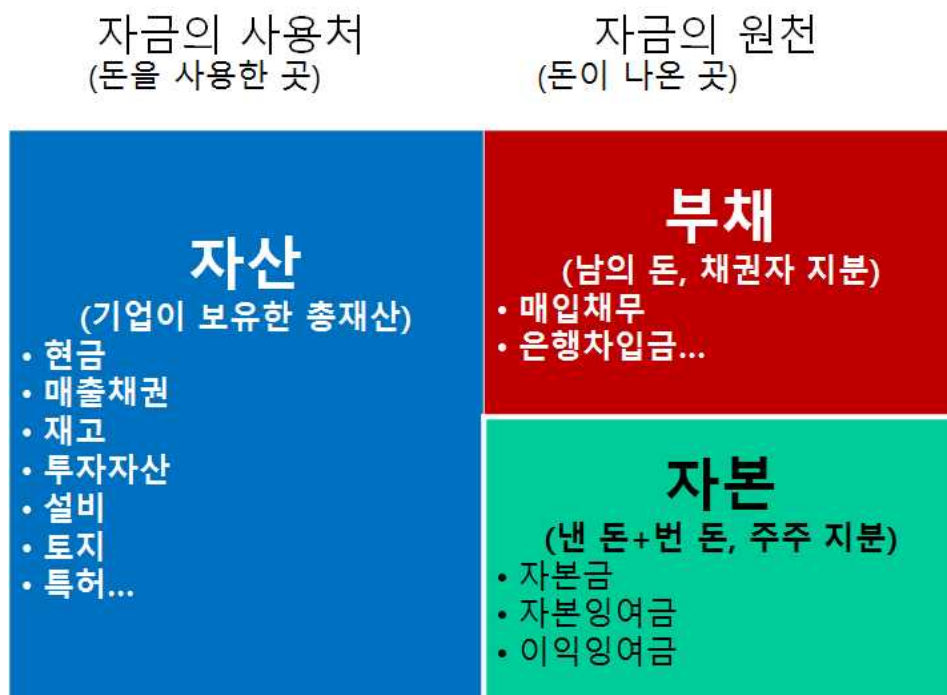 자금의 사용처
(돈을 사용한 곳)
자금의 원천
(돈이 나온 곳)
자산
(기업이 보유한 총재산)
• 현금
• 매출채권
• 재고
• 투자자산
• 설비
• 토지
• 특허...
부채
(남의 돈, 채권자 지분)
• 매입채무
• 은행차입금...
자본
(낸 돈+번 돈, 주주 지분)
• 자본금
• 자본잉여금
• 이익잉여금